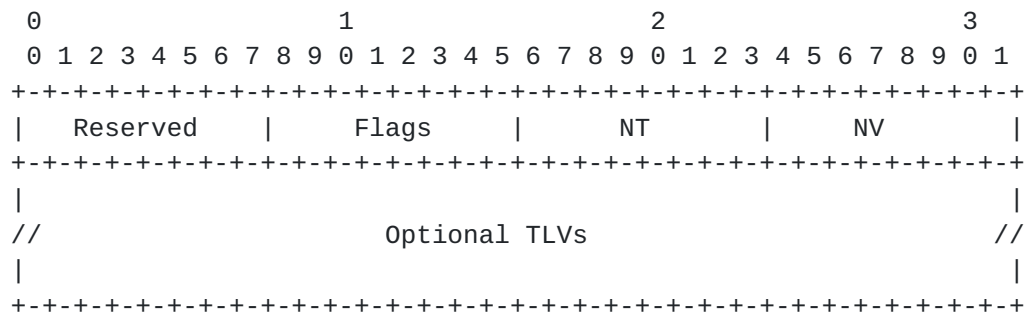 0                   1                   2                   3
 0 1 2 3 4 5 6 7 8 9 0 1 2 3 4 5 6 7 8 9 0 1 2 3 4 5 6 7 8 9 0 1
+-+-+-+-+-+-+-+-+-+-+-+-+-+-+-+-+-+-+-+-+-+-+-+-+-+-+-+-+-+-+-+-+
|   Reserved    |     Flags     |      NT       |     NV        |
+-+-+-+-+-+-+-+-+-+-+-+-+-+-+-+-+-+-+-+-+-+-+-+-+-+-+-+-+-+-+-+-+
|                                                               |
//                      Optional TLVs                          //
|                                                               |
+-+-+-+-+-+-+-+-+-+-+-+-+-+-+-+-+-+-+-+-+-+-+-+-+-+-+-+-+-+-+-+-+